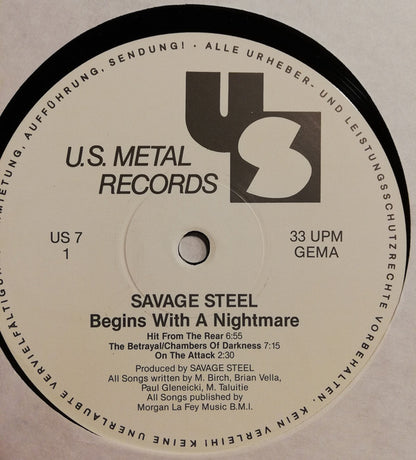 MIETUNG, AUFFÜHRUNG, SENDUNG! · ALLE URHEBER- UND LEISTUNGSSCHUTZRECHTE VORBEHALTEN. KEIN VERLEIH! KEINE UNERLAUBTE VERVIELFÄLTIGU
US
U.S. METAL
RECORDS
US 7
1
33 UPM
GEMA
SAVAGE STEEL
Begins With A Nightmare
Hit From The Rear 6:55
The Betrayal/Chambers Of Darkness 7:15
On The Attack 2:30
Produced by SAVAGE STEEL
All Songs written by M. Birch, Brian Vella,
Paul Gleneicki, M. Taluitie
All Songs published by
Morgan La Fey Music B.M.I.